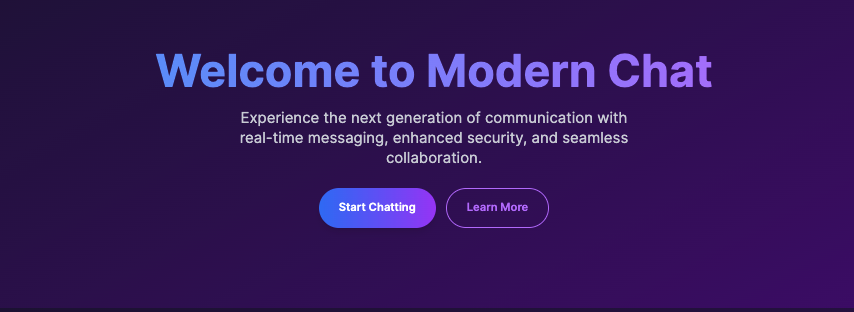 Welcome to Modern Chat
Experience the next generation of communication with
real-time messaging, enhanced security, and seamless
collaboration.
Start Chatting
Learn More